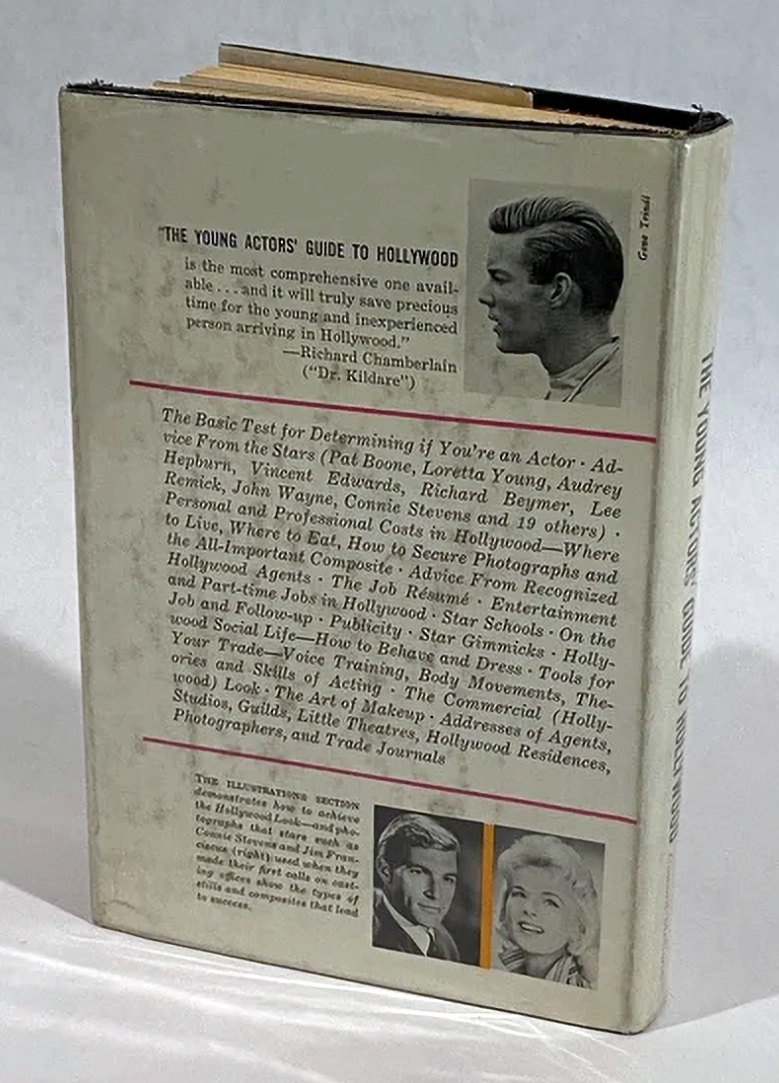 "THE YOUNG ACTORS' GUIDE TO HOLLYWOOD
is the most comprehensive one avail-
able . . . and it will truly save precious
time for the young and inexperienced
person arriving in Hollywood."
—Richard Chamberlain
("Dr. Kildare")
Gene Trindl
The Basic Test for Determining if You're an Actor · Ad-
vice From the Stars (Pat Boone, Loretta Young, Audrey
Hepburn, Vincent Edwards, Richard Beymer, Lee
Remick, John Wayne, Connie Stevens and 19 others) ·
Personal and Professional Costs in Hollywood—Where
to Live, Where to Eat, How to Secure Photographs and
the All-Important Composite · Advice From Recognized
Hollywood Agents · The Job Résumé · Entertainment
and Part-time Jobs in Hollywood · Star Schools · On the
Job and Follow-up · Publicity · Star Gimmicks · Holly-
wood Social Life—How to Behave and Dress · Tools for
Your Trade—Voice Training, Body Movements, The-
ories and Skills of Acting · The Commercial (Holly-
wood) Look · The Art of Makeup · Addresses of Agents,
Studios, Guilds, Little Theatres, Hollywood Residences,
Photographers, and Trade Journals
THE ILLUSTRATIONS SECTION
demonstrates how to achieve
the Hollywood Look—and pho-
tographs that stars such as
Connie Stevens and Jim Fran-
ciscus (right) used when they
made their first calls on cast-
ing offices show the types of
stills and composites that lead
to success.
THE YOUNG ACTORS' GUIDE TO HOLLYWOOD